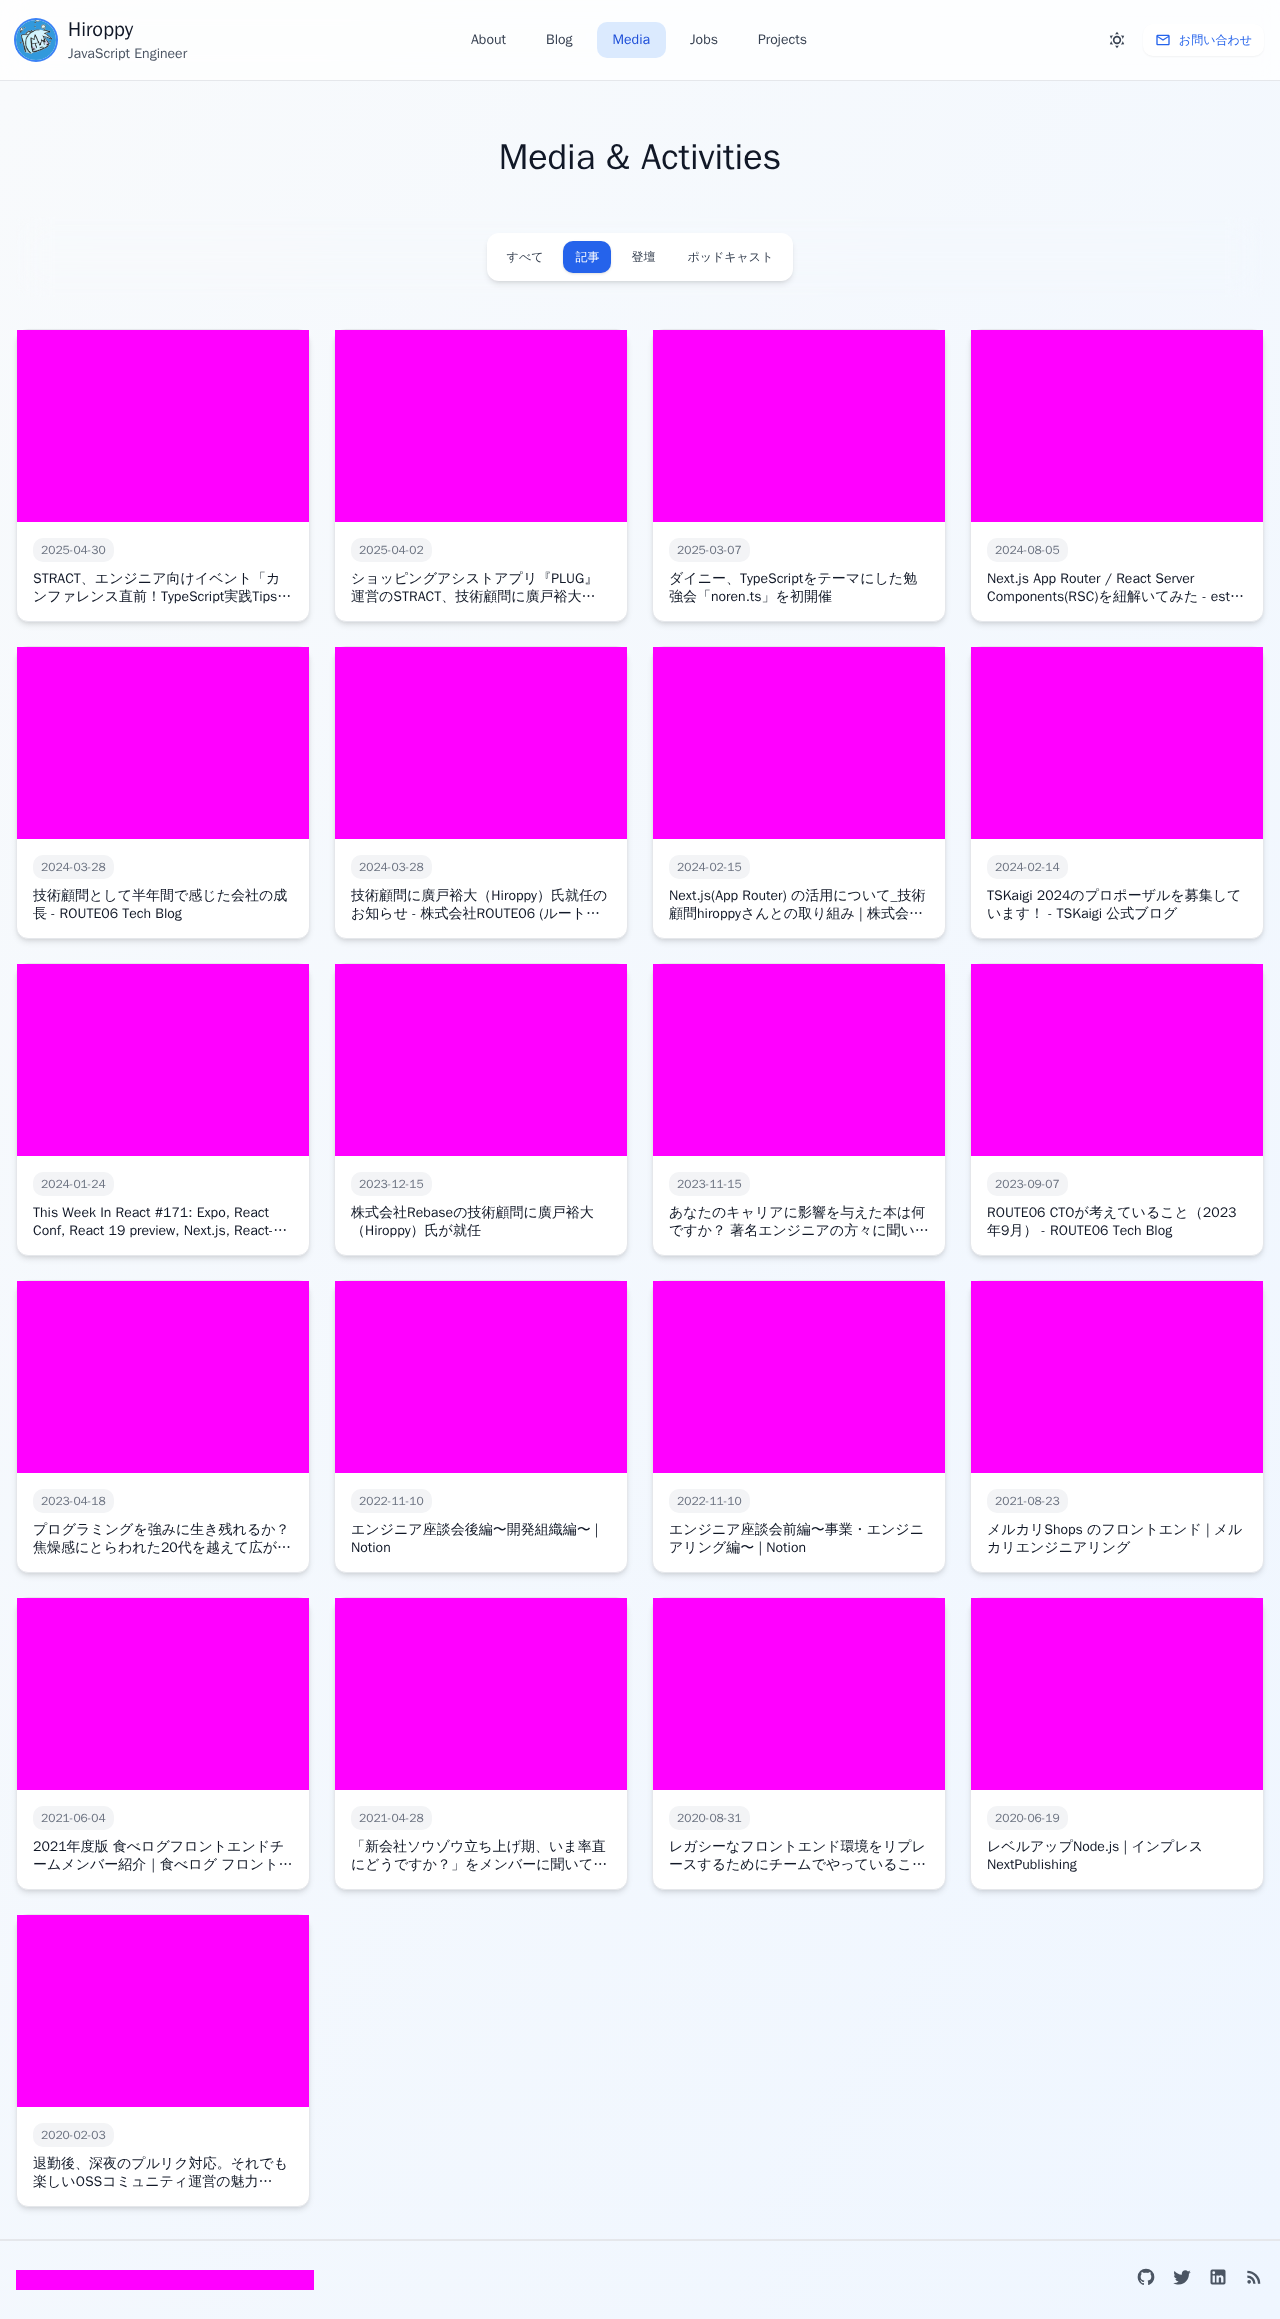 Hiroppy
JavaScript Engineer
About
Blog
Media
Jobs
Projects
お問い合わせ
Media & Activities
すべて
記事
登壇
ポッドキャスト
2025-04-30
STRACT、エンジニア向けイベント「カ
ンファレンス直前！TypeScript実践Tips…
2025-04-02
ショッピングアシストアプリ『PLUG』
運営のSTRACT、技術顧問に廣戸裕大…
2025-03-07
ダイニー、TypeScriptをテーマにした勉
強会「noren.ts」を初開催
2024-08-05
Next.js App Router / React Server
Components(RSC)を紐解いてみた - est…
2024-03-28
技術顧問として半年間で感じた会社の成
長 - ROUTE06 Tech Blog
2024-03-28
技術顧問に廣戸裕大（Hiroppy）氏就任の
お知らせ - 株式会社ROUTE06 (ルート…
2024-02-15
Next.js(App Router) の活用について_技術
顧問hiroppyさんとの取り組み | 株式会…
2024-02-14
TSKaigi 2024のプロポーザルを募集して
います！ - TSKaigi 公式ブログ
2024-01-24
This Week In React #171: Expo, React
Conf, React 19 preview, Next.js, React-…
2023-12-15
株式会社Rebaseの技術顧問に廣戸裕大
（Hiroppy）氏が就任
2023-11-15
あなたのキャリアに影響を与えた本は何
ですか？ 著名エンジニアの方々に聞い…
2023-09-07
ROUTE06 CTOが考えていること（2023
年9月） - ROUTE06 Tech Blog
2023-04-18
プログラミングを強みに生き残れるか？
焦燥感にとらわれた20代を越えて広が…
2022-11-10
エンジニア座談会後編〜開発組織編〜 |
Notion
2022-11-10
エンジニア座談会前編〜事業・エンジニ
アリング編〜 | Notion
2021-08-23
メルカリShops のフロントエンド | メル
カリエンジニアリング
2021-06-04
2021年度版 食べログフロントエンドチ
ームメンバー紹介｜食べログ フロント…
2021-04-28
「新会社ソウゾウ立ち上げ期、いま率直
にどうですか？」をメンバーに聞いて…
2020-08-31
レガシーなフロントエンド環境をリプレ
ースするためにチームでやっているこ…
2020-06-19
レベルアップNode.js | インプレス
NextPublishing
2020-02-03
退勤後、深夜のプルリク対応。それでも
楽しいOSSコミュニティ運営の魅力…